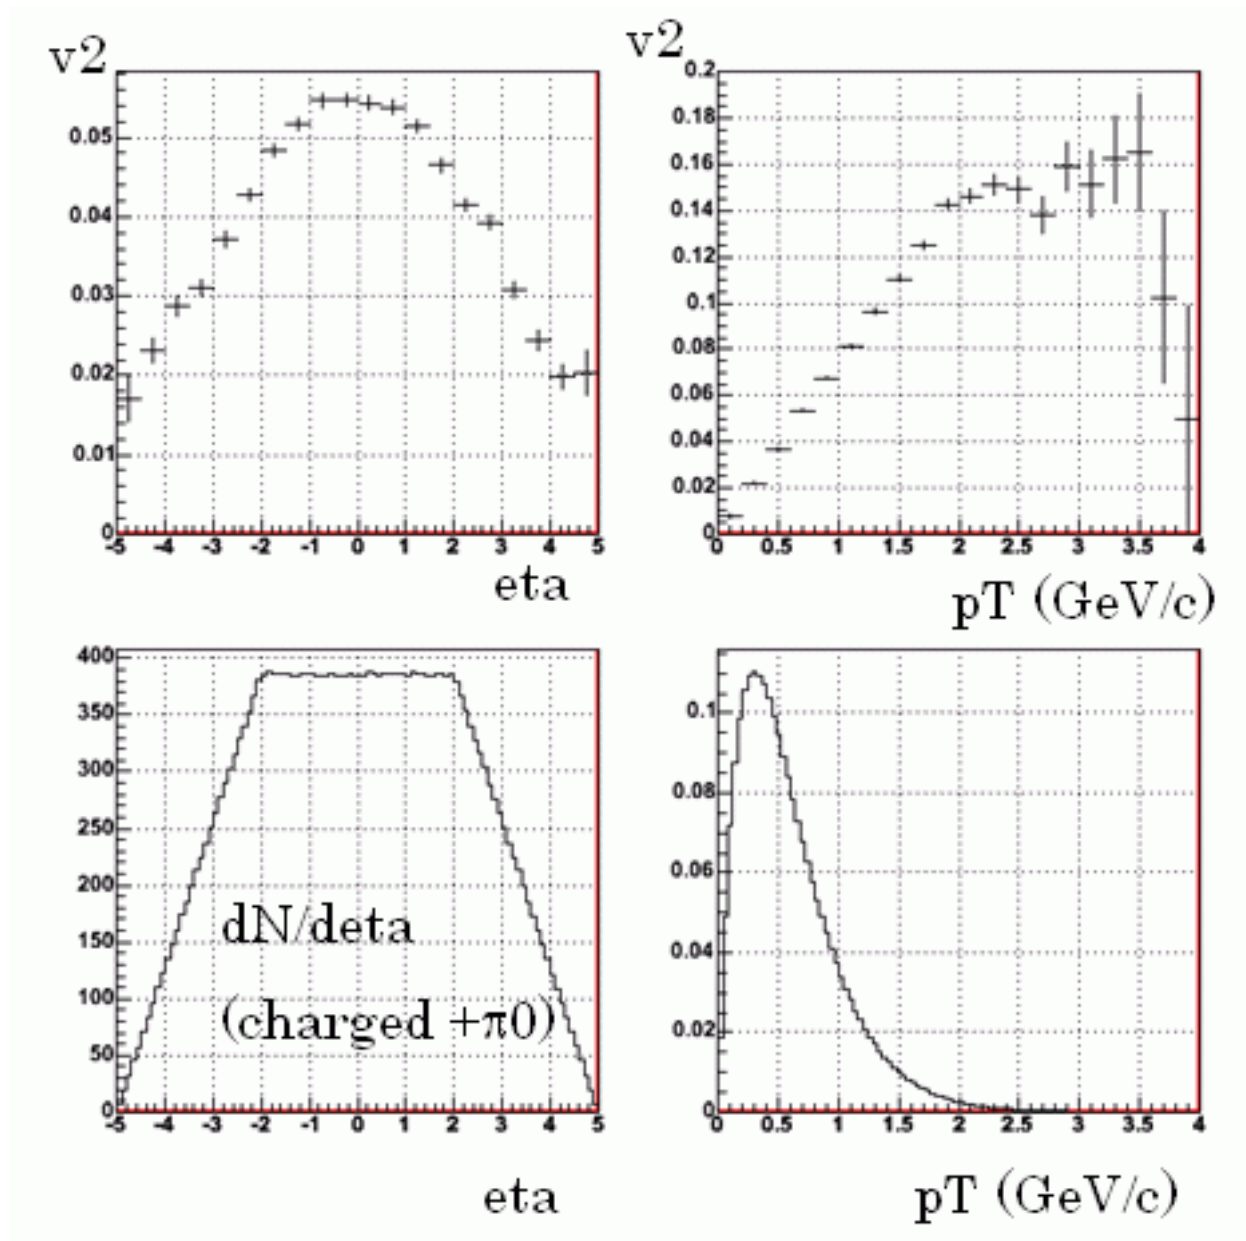 v2
0.05
0.04
0.03
0.02
0.01
0
-5 -4 -3 -2 -1 0 1 2 3 4 5
eta
v2
0.2
0.18
0.16
0.14
0.12
0.1
0.08
0.06
0.04
0.02
0
0 0.5 1 1.5 2 2.5 3 3.5 4
pT (GeV/c)
400
350
300
250
200
150
100
50
0
dN/deta
(charged +π0)
-5 -4 -3 -2 -1 0 1 2 3 4 5
eta
0.1
0.08
0.06
0.04
0.02
0
0 0.5 1 1.5 2 2.5 3 3.5 4
pT (GeV/c)